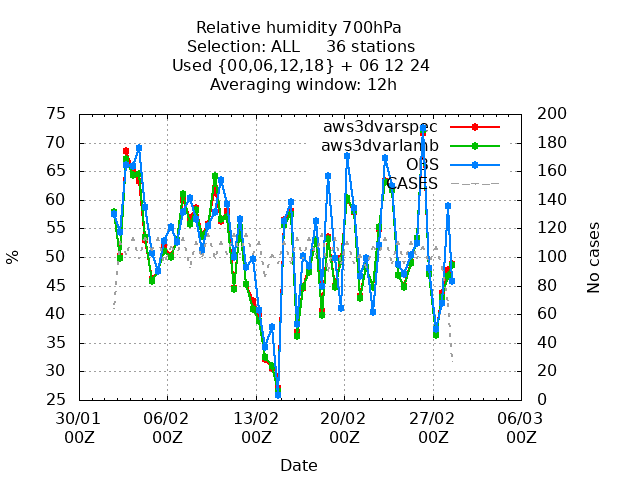 Relative humidity 700hPa
Selection: ALL 36 stations
Used {00,06,12,18} + 06 12 24
Averaging window: 12h
aws3dvarspec
aws3dvarlamb
OBS
CASES
75
70
65
60
55
50
45
40
35
30
25
%
200
180
160
140
120
100
80
60
40
20
0
No cases
30/01 06/02 13/02 20/02 27/02 06/03
00Z 00Z 00Z 00Z 00Z 00Z
Date